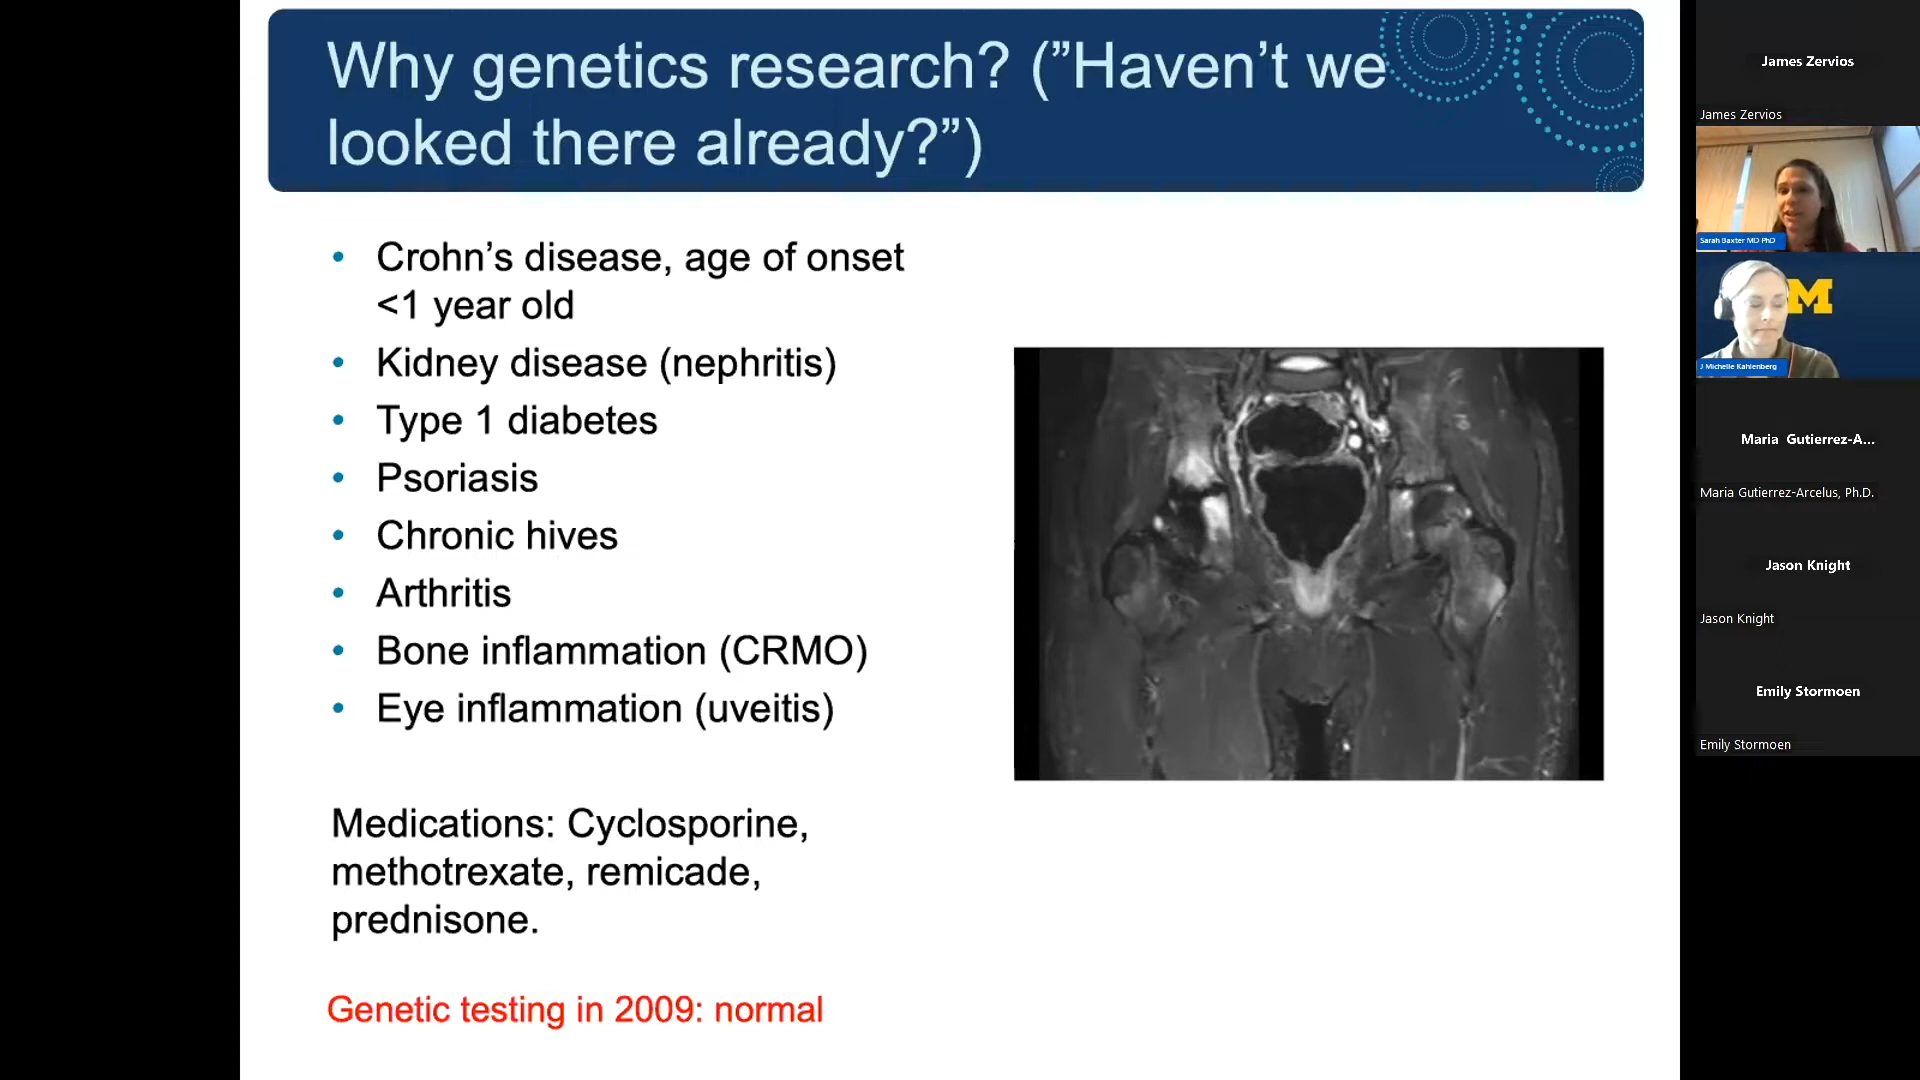 Why genetics research? (”Haven’t we
looked there already?”)
• Crohn’s disease, age of onset
<1 year old
• Kidney disease (nephritis)
• Type 1 diabetes
• Psoriasis
• Chronic hives
• Arthritis
• Bone inflammation (CRMO)
• Eye inflammation (uveitis)
Medications: Cyclosporine,
methotrexate, remicade,
prednisone.
Genetic testing in 2009: normal
James Zervios
James Zervios
Sarah Baxter MD PhD
M
J Michelle Kahlenberg
Maria Gutierrez-A...
Maria Gutierrez-Arcelus, Ph.D.
Jason Knight
Jason Knight
Emily Stormoen
Emily Stormoen